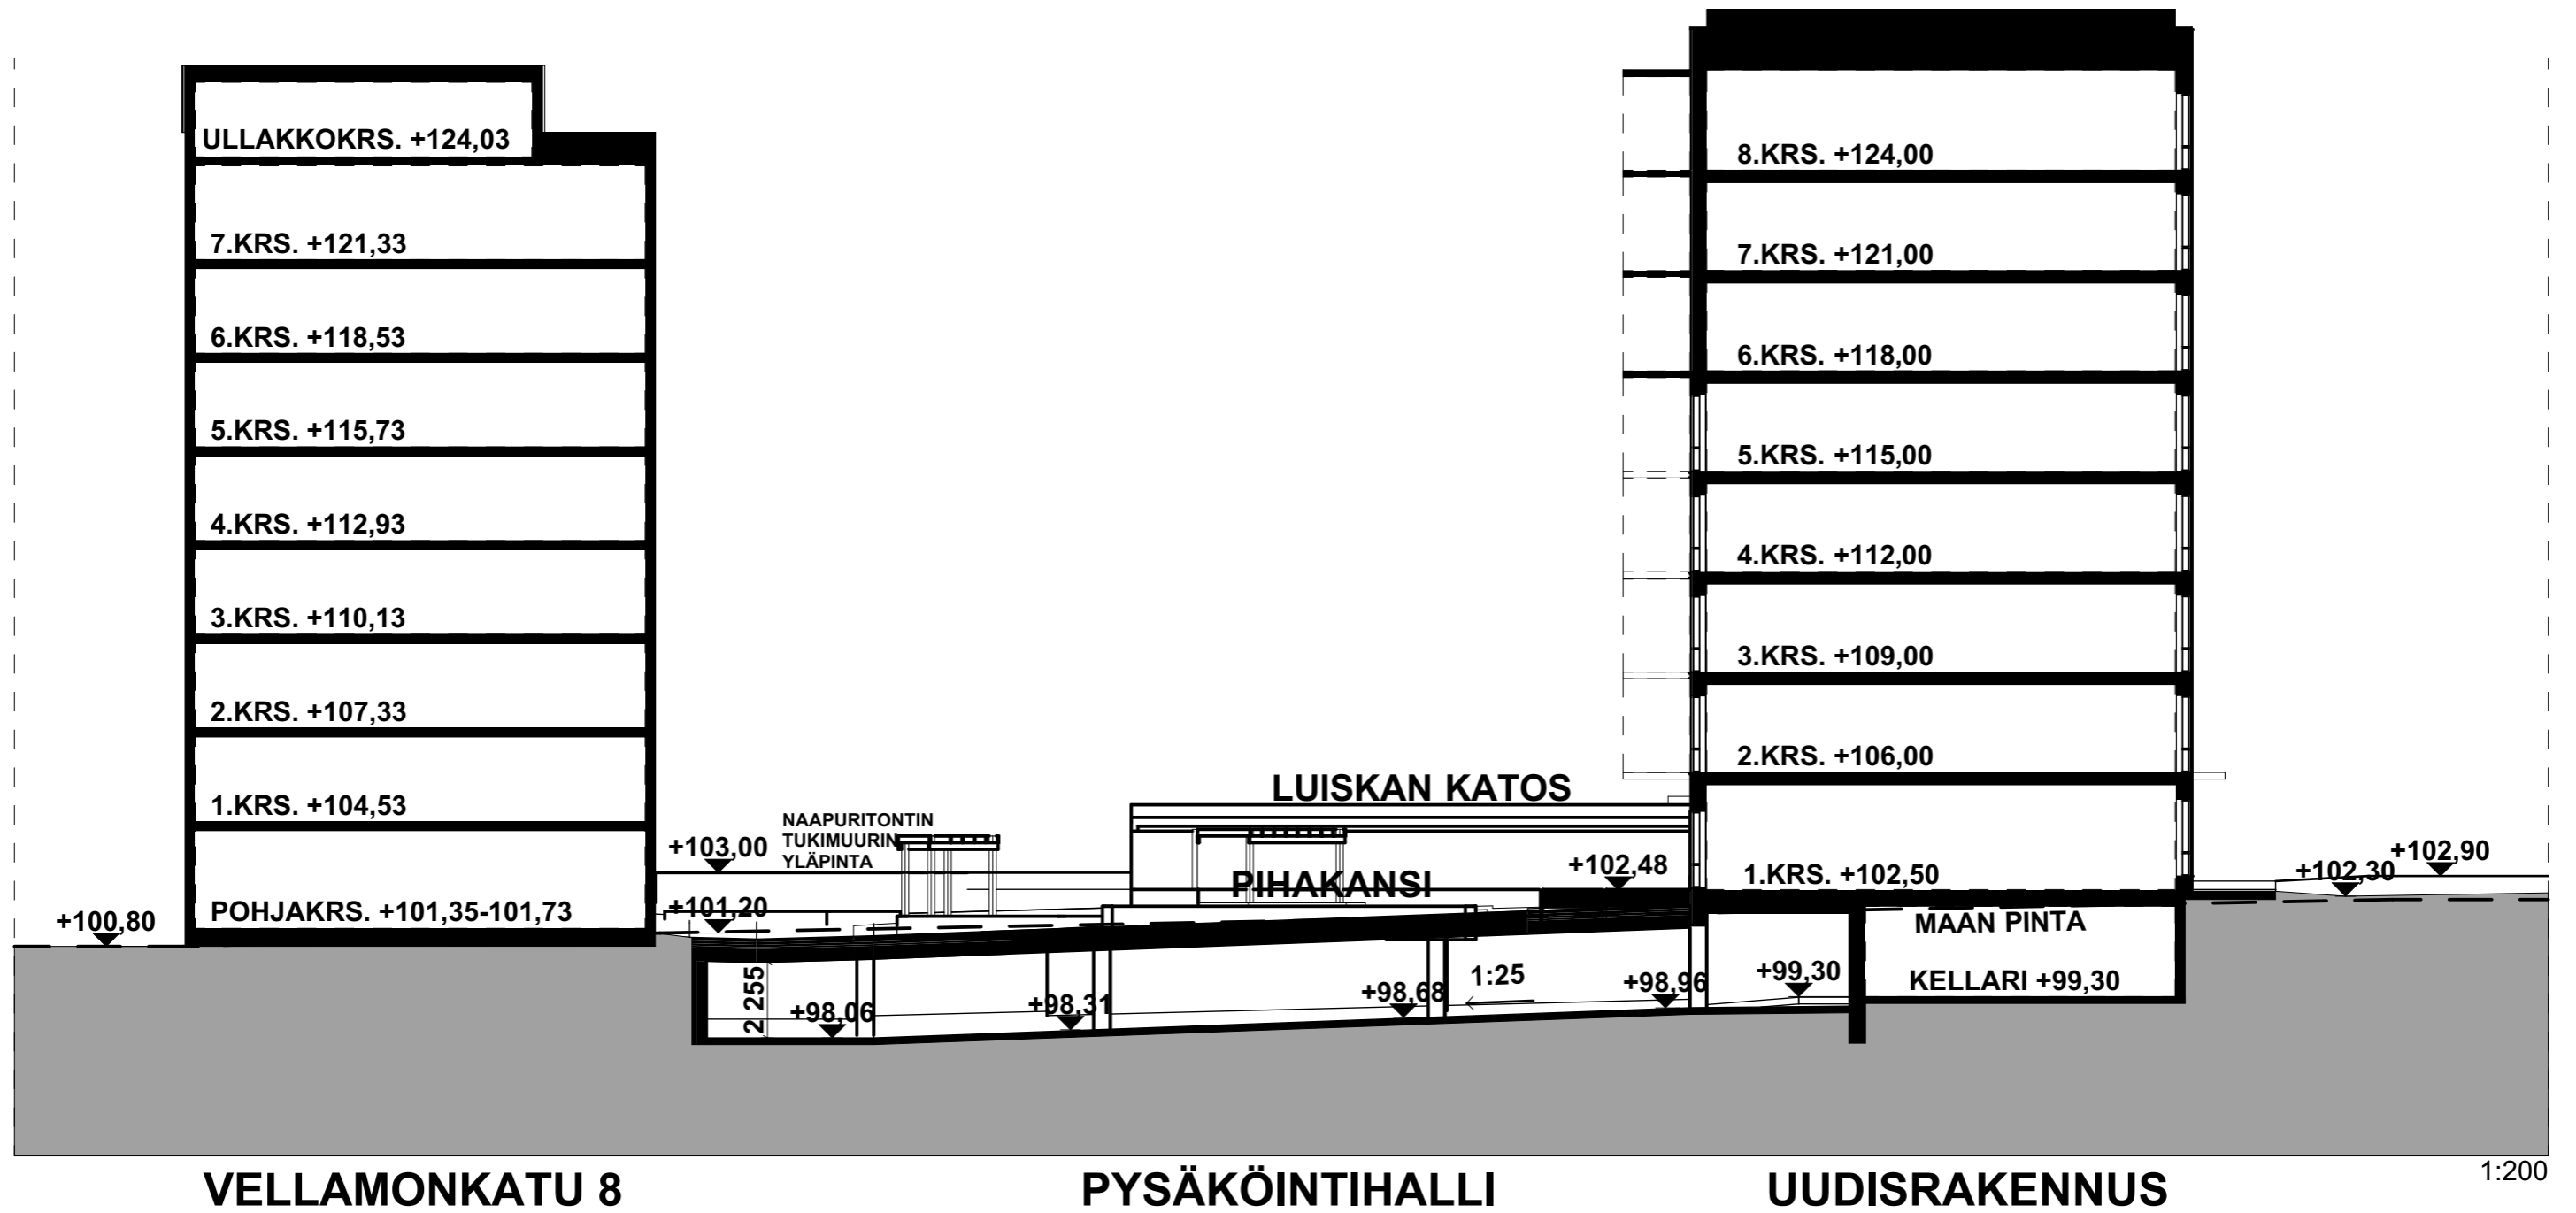 ULLAKKOKRS. +124,03
7.KRS. +121,33
6.KRS. +118,53
5.KRS. +115,73
4.KRS. +112,93
3.KRS. +110,13
2.KRS. +107,33
1.KRS. +104,53
POHJAKRS. +101,35-101,73
+100,80
+103,00
+101,20
NAAPURITONTIN
TUKIMUURIN
YLÄPINTA
LUISKAN KATOS
PIHAKANSI
+102,48
2 255
+98,06
+98,31
+98,68
1:25
+98,96
+99,30
8.KRS. +124,00
7.KRS. +121,00
6.KRS. +118,00
5.KRS. +115,00
4.KRS. +112,00
3.KRS. +109,00
2.KRS. +106,00
1.KRS. +102,50
MAAN PINTA
KELLARI +99,30
+102,30
+102,90
VELLAMONKATU 8
PYSÄKÖINTIHALLI
UUDISRAKENNUS
1:200